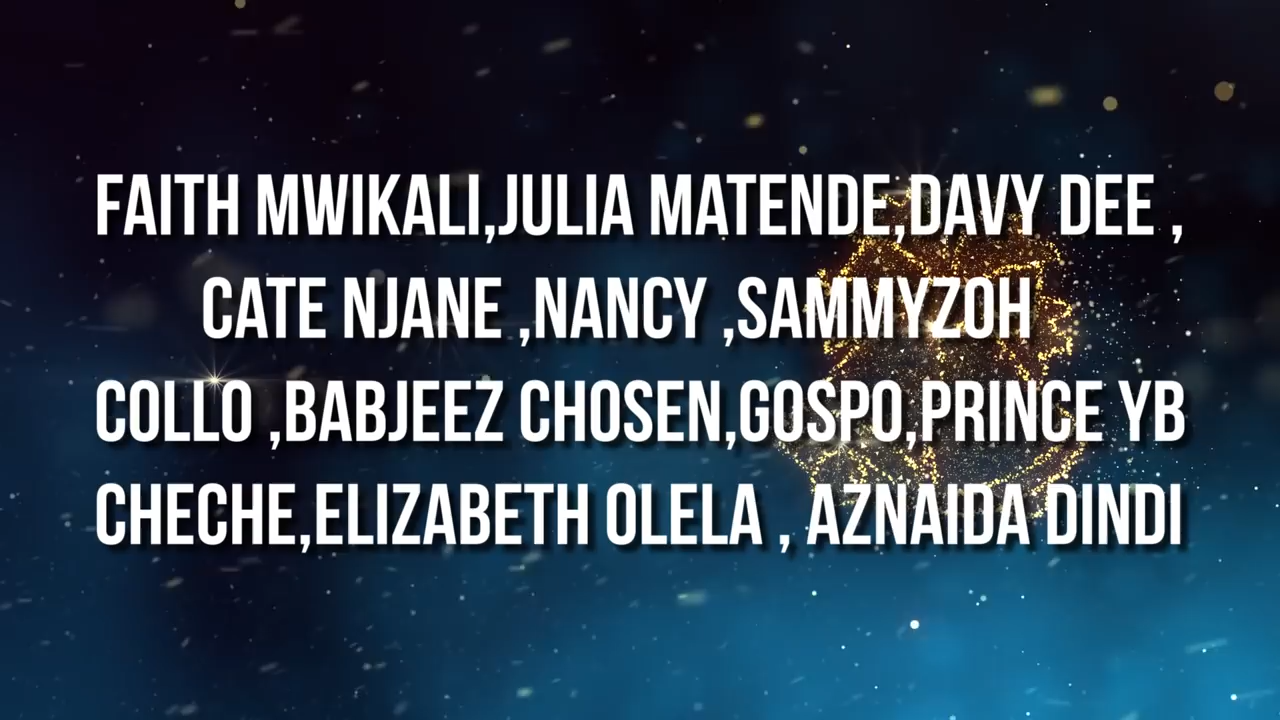 FAITH MWIKALI,JULIA MATENDE,DAVY DEE ,
CATE NJANE ,NANCY ,SAMMYZOH
COLLO ,BABJEEZ CHOSEN,GOSPO,PRINCE YB
CHECHE,ELIZABETH OLELA , AZNAIDA DINDI